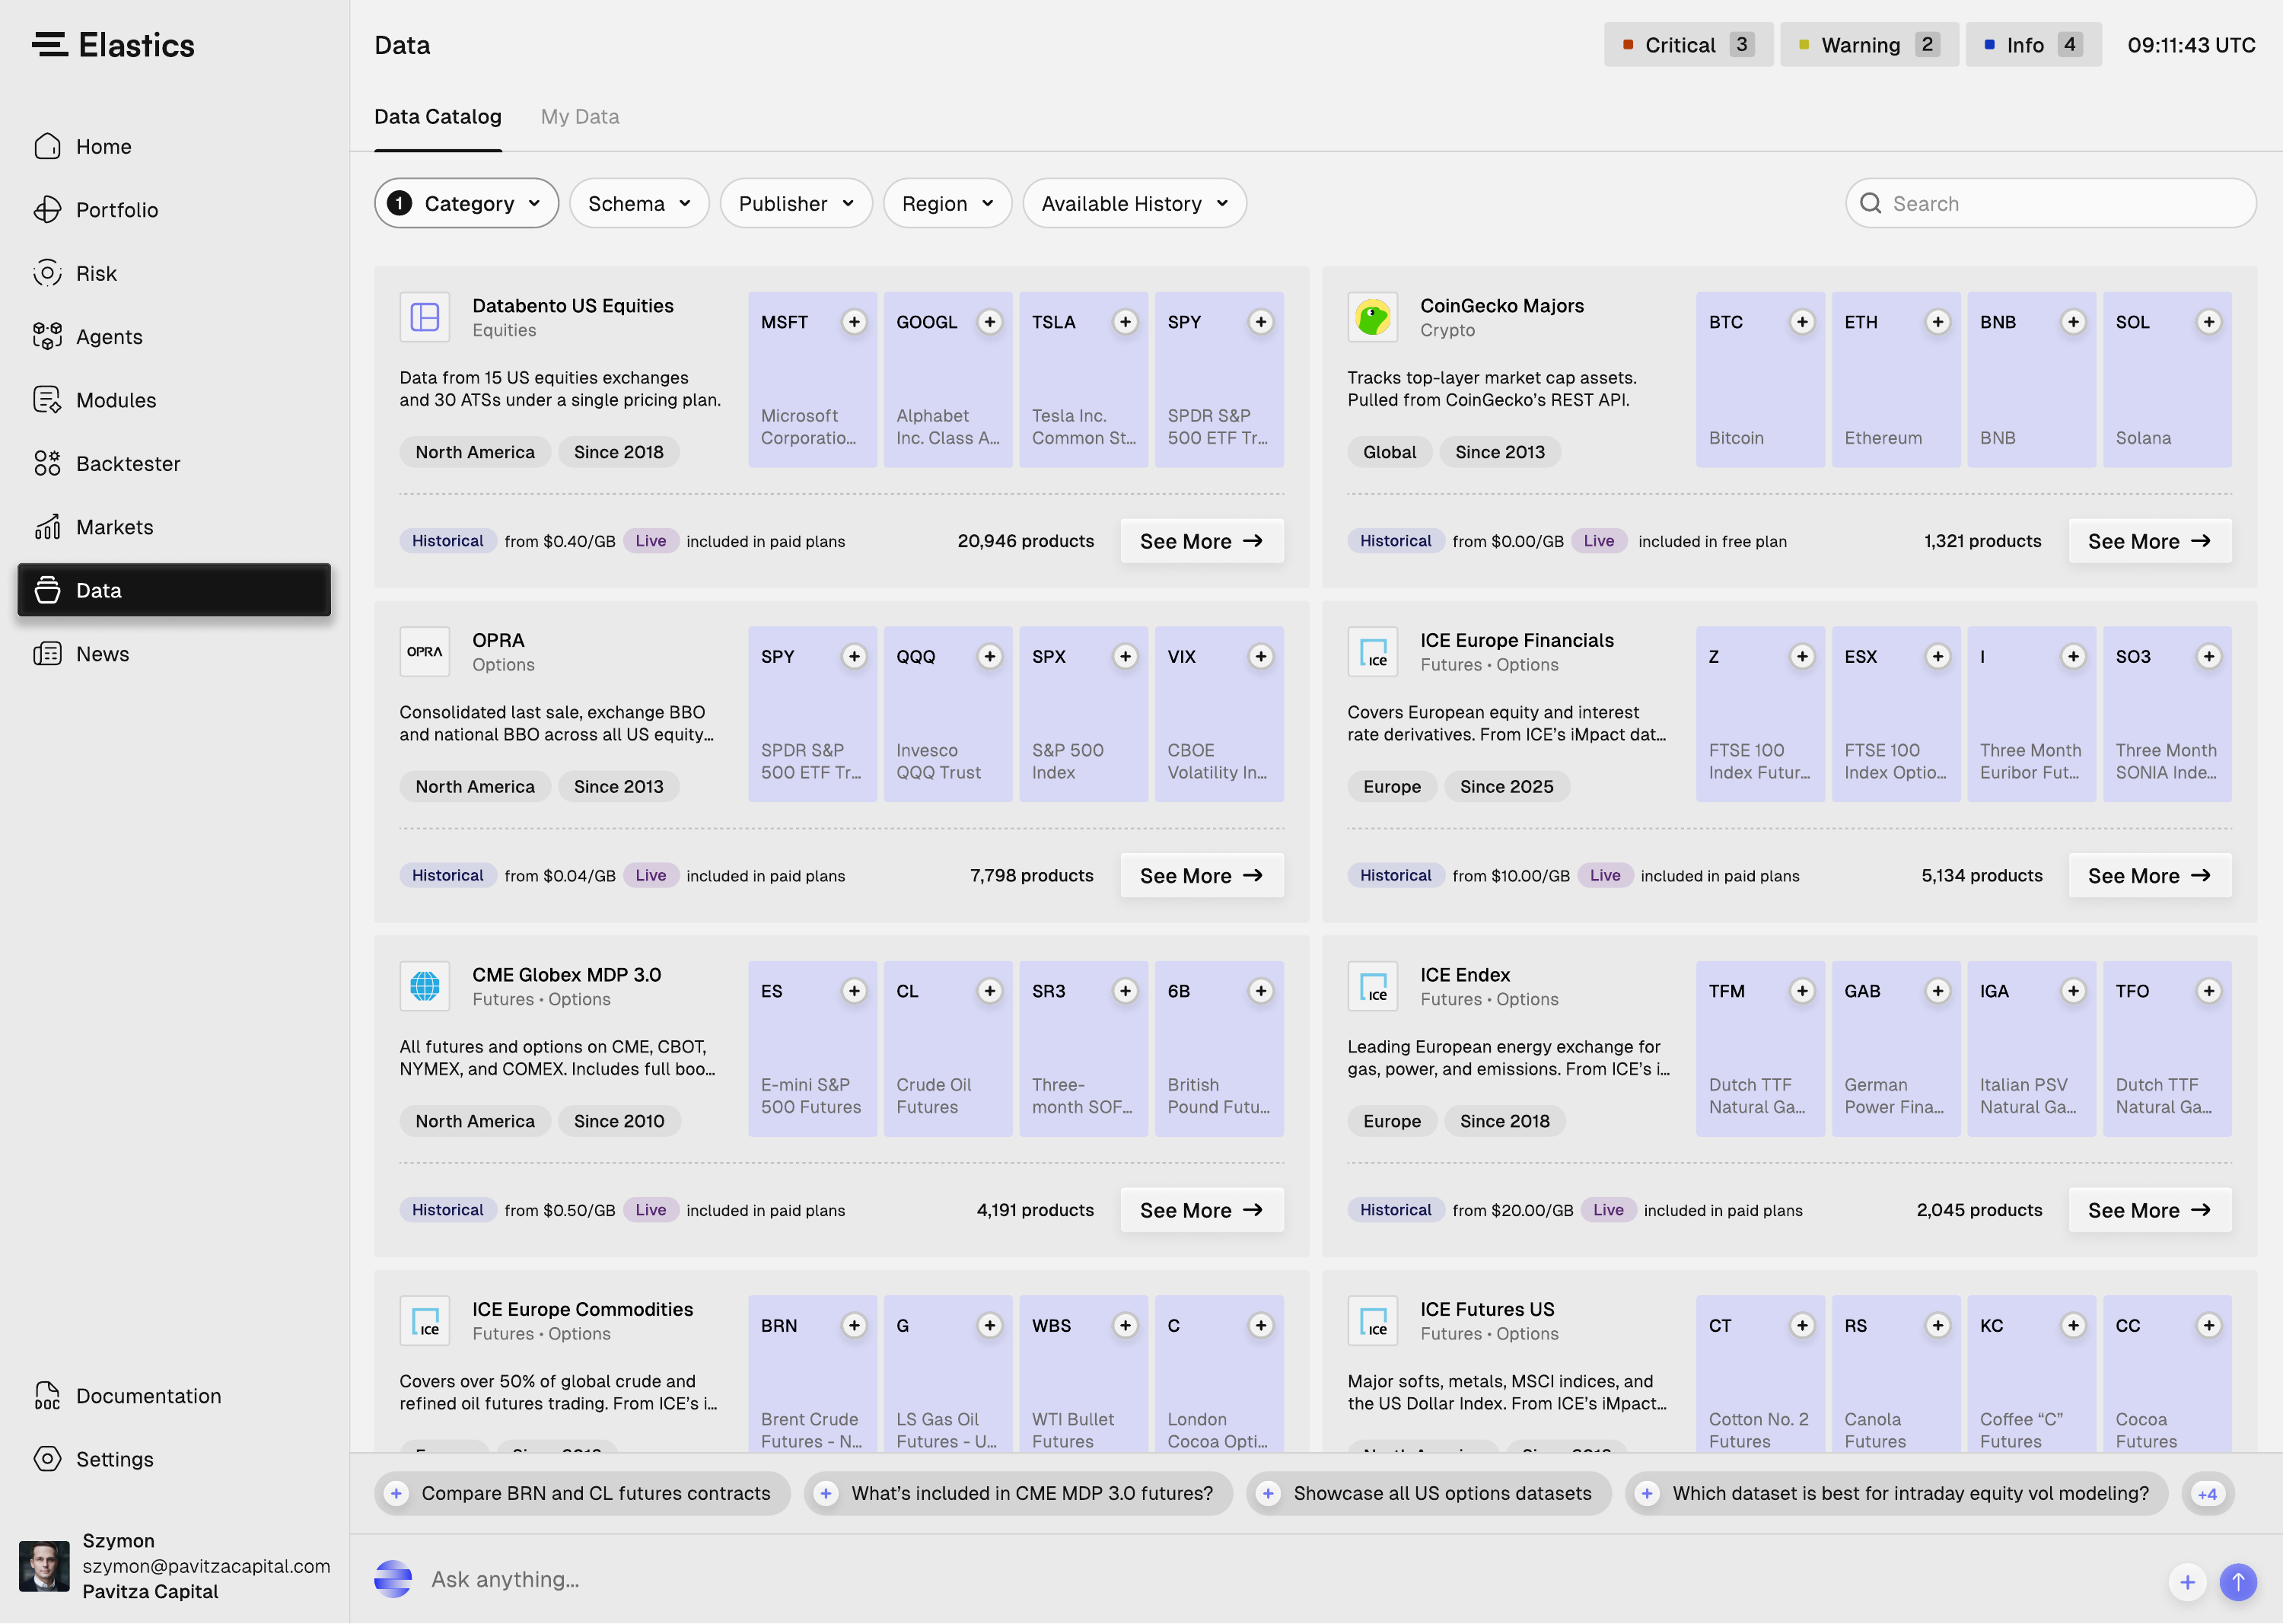 Elastics
Home
Portfolio
Risk
Agents
Modules
Backtester
Markets
Data
News
DOC
Documentation
Settings
Szymon
szymon@pavitzacapital.com
Pavitza Capital
Data
Critical 3
Warning 2
Info 4
09:11:43 UTC
Data Catalog
My Data
1 Category
Schema
Publisher
Region
Available History
Search
Databento US Equities
Equities
Data from 15 US equities exchanges
and 30 ATSs under a single pricing plan.
North America
Since 2018
MSFT
Microsoft
Corporatio...
GOOGL
Alphabet
Inc. Class A...
TSLA
Tesla Inc.
Common St...
SPY
SPDR S&P
500 ETF Tr...
Historical from $0.40/GB Live included in paid plans
20,946 products
See More
CoinGecko Majors
Crypto
Tracks top-layer market cap assets.
Pulled from CoinGecko’s REST API.
Global
Since 2013
BTC
Bitcoin
ETH
Ethereum
BNB
BNB
SOL
Solana
Historical from $0.00/GB Live included in free plan
1,321 products
See More
OPRA
OPRA
Options
Consolidated last sale, exchange BBO
and national BBO across all US equity...
North America
Since 2013
SPY
SPDR S&P
500 ETF Tr...
QQQ
Invesco
QQQ Trust
SPX
S&P 500
Index
VIX
CBOE
Volatility In...
Historical from $0.04/GB Live included in paid plans
7,798 products
See More
ICE
ICE Europe Financials
Futures • Options
Covers European equity and interest
rate derivatives. From ICE’s iMpact dat...
Europe
Since 2025
Z
FTSE 100
Index Futur...
ESX
FTSE 100
Index Optio...
I
Three Month
Euribor Fut...
SO3
Three Month
SONIA Inde...
Historical from $10.00/GB Live included in paid plans
5,134 products
See More
CME Globex MDP 3.0
Futures • Options
All futures and options on CME, CBOT,
NYMEX, and COMEX. Includes full boo...
North America
Since 2010
ES
E-mini S&P
500 Futures
CL
Crude Oil
Futures
SR3
Three-
month SOF...
6B
British
Pound Futu...
Historical from $0.50/GB Live included in paid plans
4,191 products
See More
ICE
ICE Endex
Futures • Options
Leading European energy exchange for
gas, power, and emissions. From ICE’s i...
Europe
Since 2018
TFM
Dutch TTF
Natural Ga...
GAB
German
Power Fina...
IGA
Italian PSV
Natural Ga...
TFO
Dutch TTF
Natural Ga...
Historical from $20.00/GB Live included in paid plans
2,045 products
See More
ICE
ICE Europe Commodities
Futures • Options
Covers over 50% of global crude and
refined oil futures trading. From ICE’s i...
BRN
Brent Crude
Futures - N...
G
LS Gas Oil
Futures - U...
WBS
WTI Bullet
Futures
C
London
Cocoa Opti...
ICE
ICE Futures US
Futures • Options
Major softs, metals, MSCI indices, and
the US Dollar Index. From ICE’s iMpact...
CT
Cotton No. 2
Futures
RS
Canola
Futures
KC
Coffee “C”
Futures
CC
Cocoa
Futures
Compare BRN and CL futures contracts
What’s included in CME MDP 3.0 futures?
Showcase all US options datasets
Which dataset is best for intraday equity vol modeling?
+4
Ask anything...